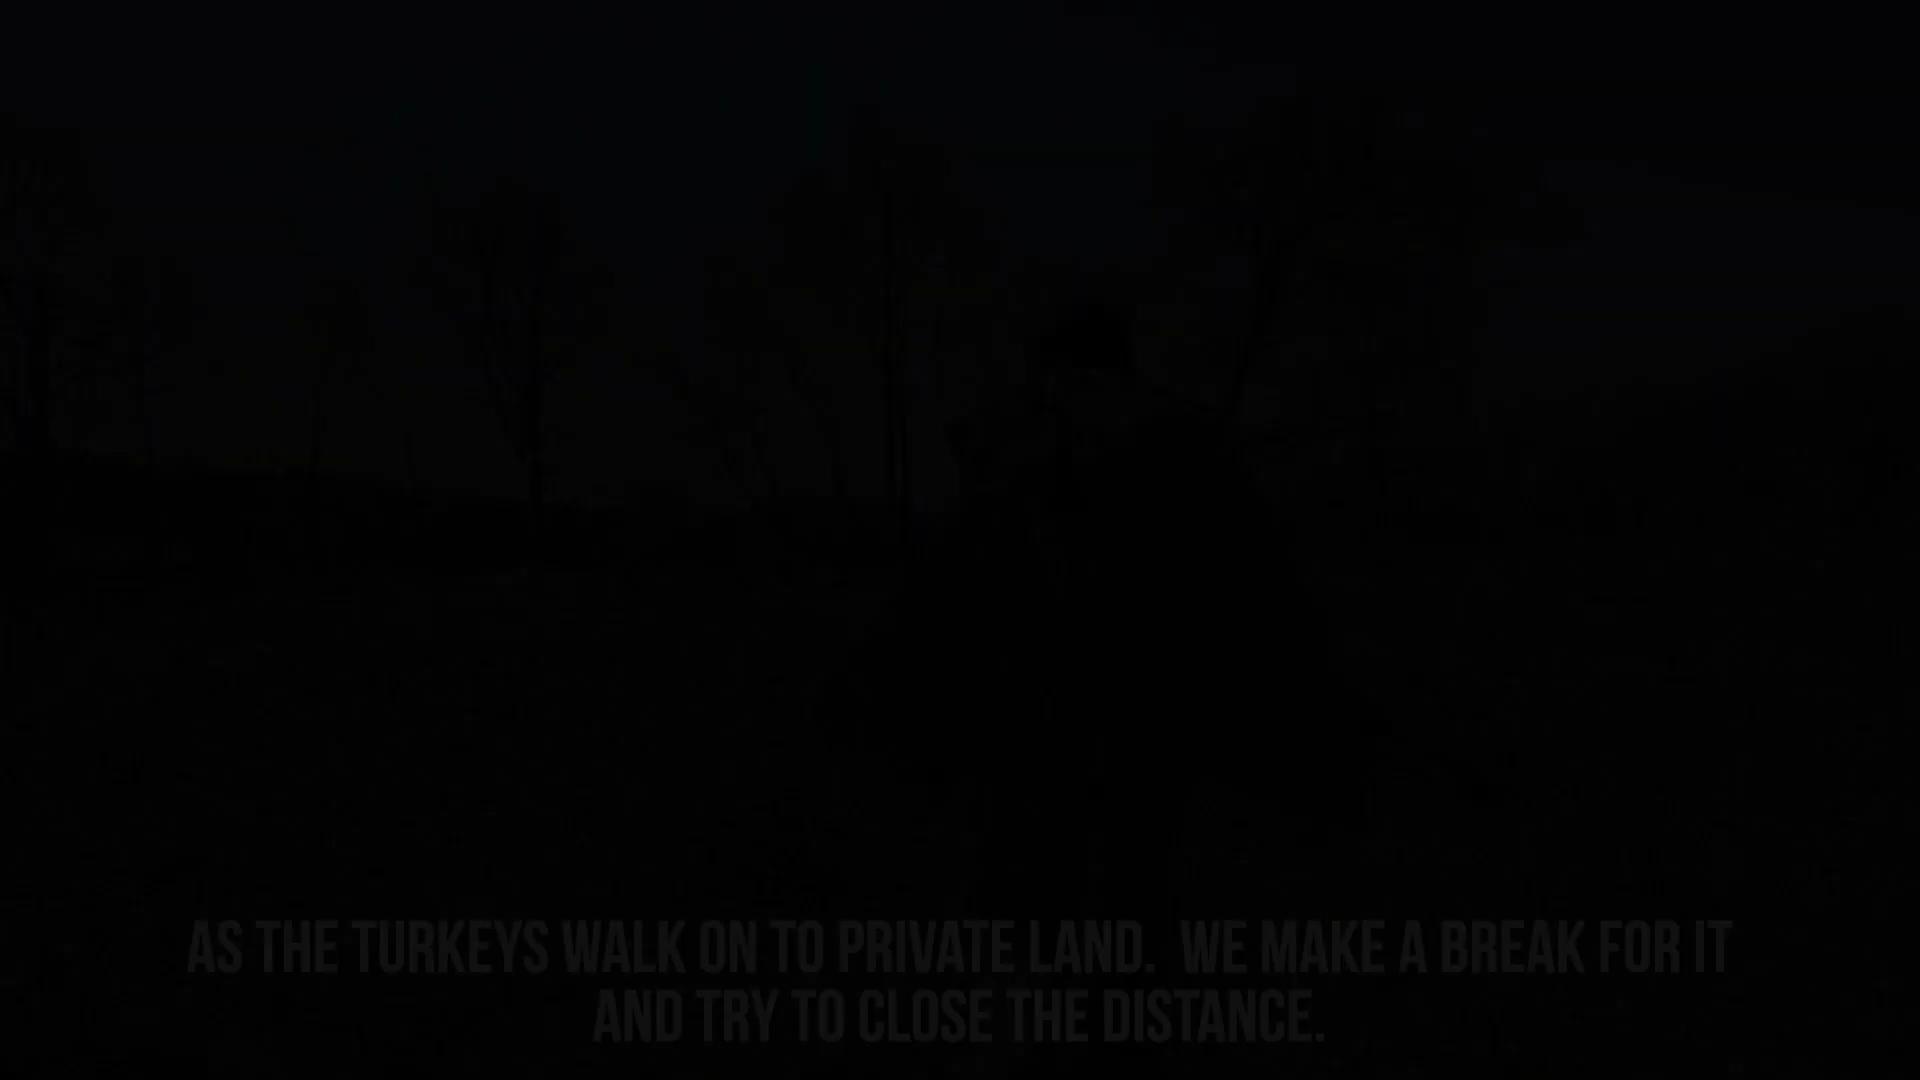 AS THE TURKEYS WALK ON TO PRIVATE LAND.  WE MAKE A BREAK FOR IT
AND TRY TO CLOSE THE DISTANCE.